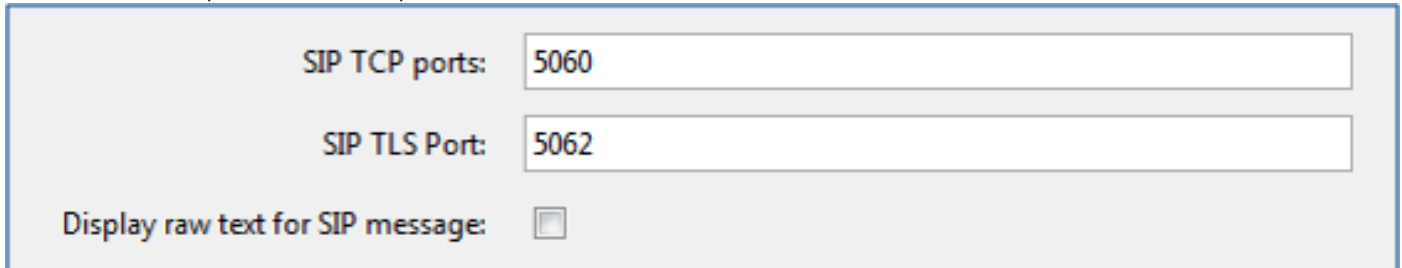 SIP TCP ports: 5060
SIP TLS Port: 5062
Display raw text for SIP message: